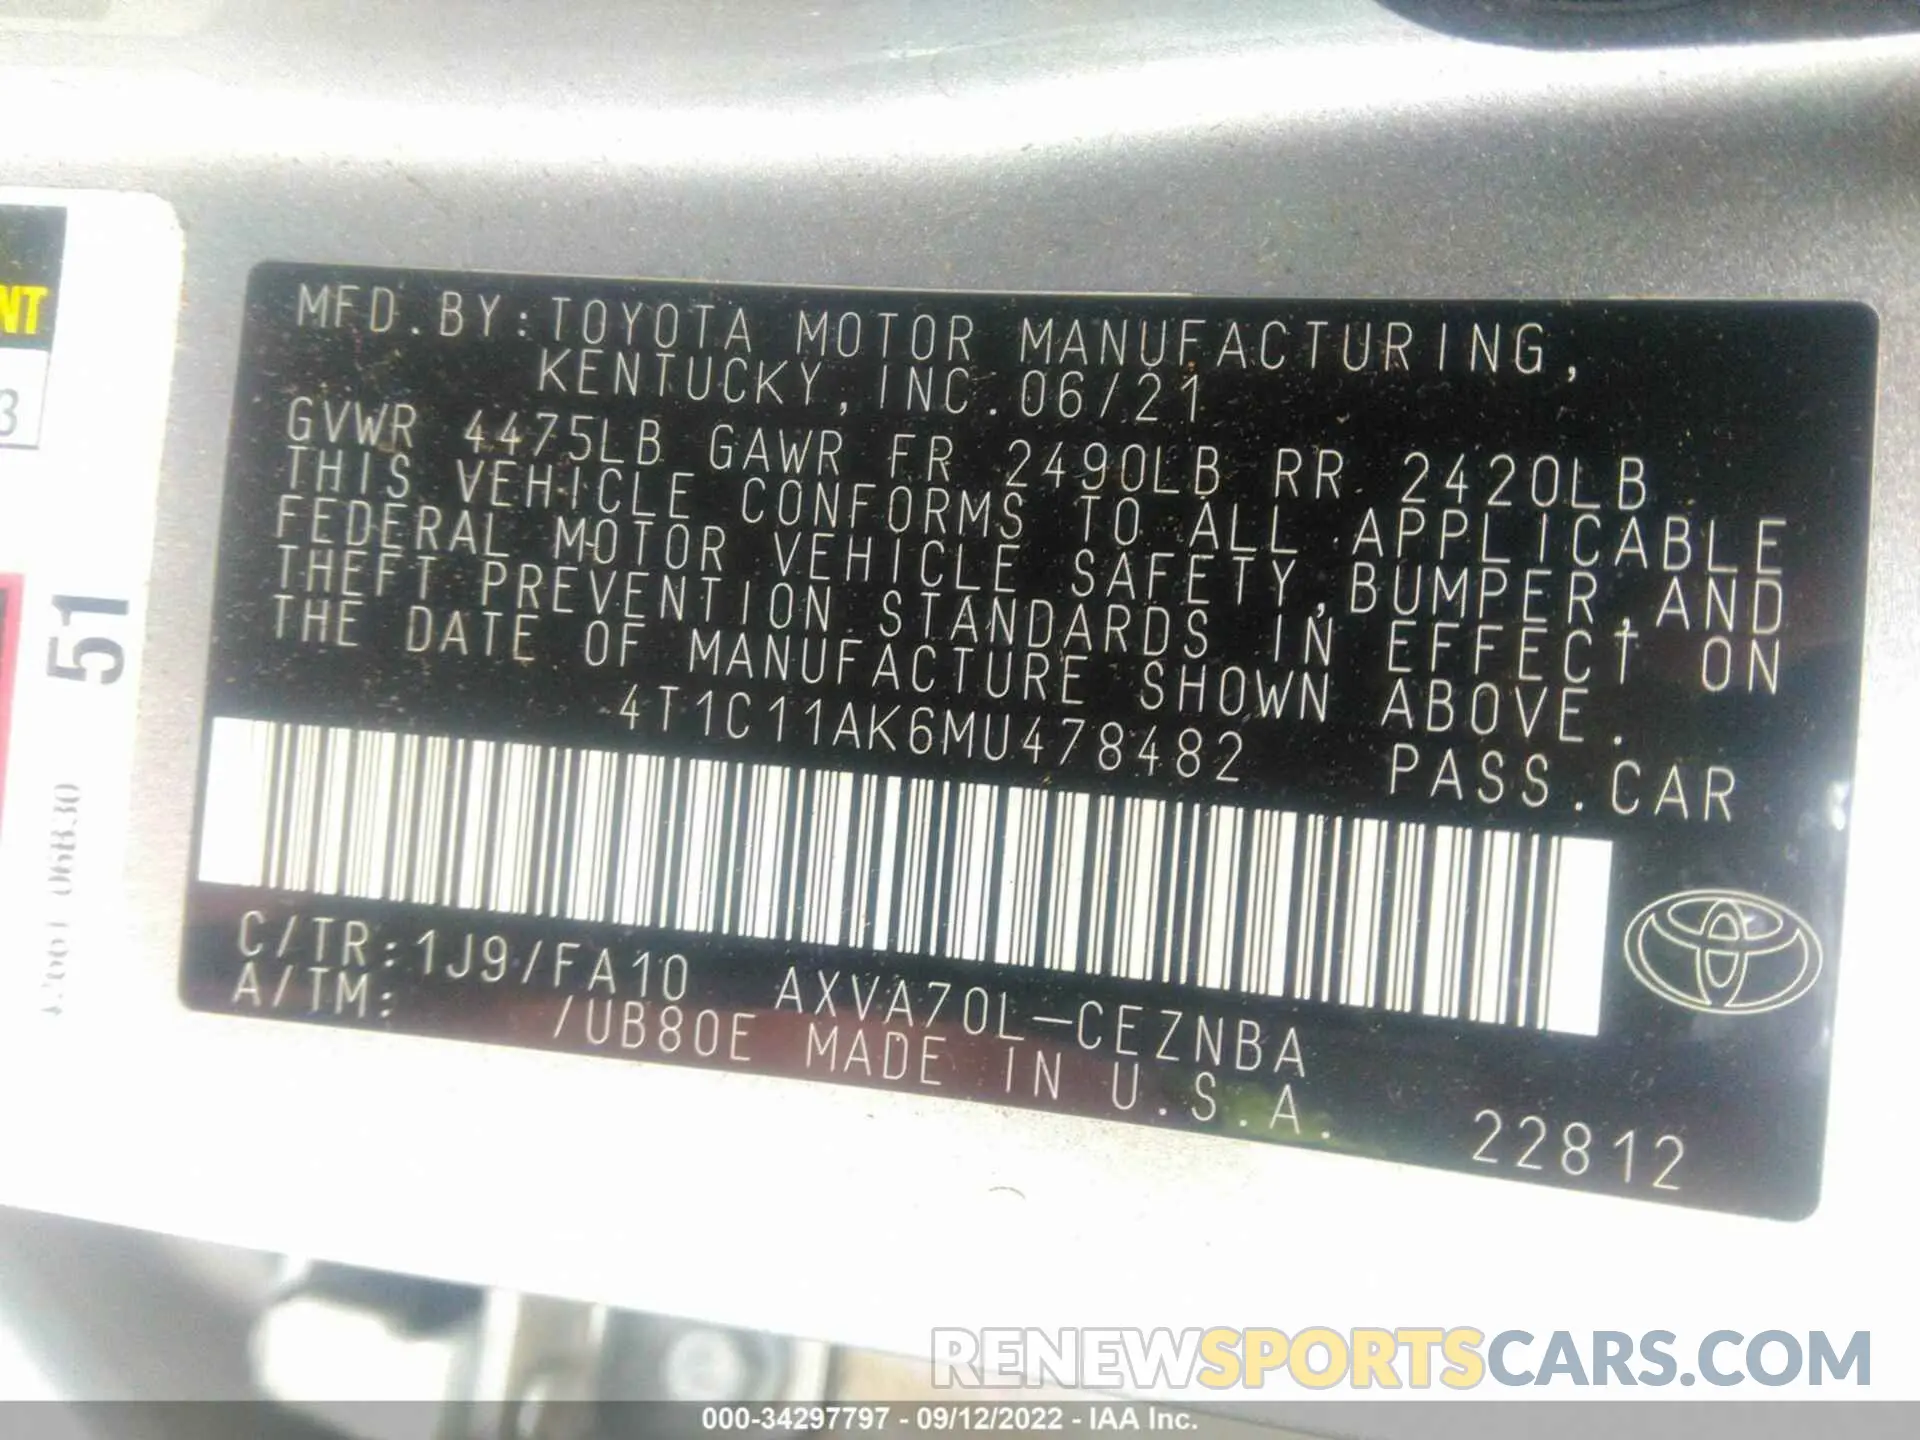 MFD.BY:TOYOTA MOTOR MANUFACTURING,
KENTUCKY,INC.06/21
GVWR 4475LB GAWR FR 2490LB RR 2420LB
THIS VEHICLE CONFORMS TO ALL APPLICABLE
FEDERAL MOTOR VEHICLE SAFETY,BUMPER,AND
THEFT PREVENTION STANDARDS IN EFFECT ON
THE DATE OF MANUFACTURE SHOWN ABOVE.
4T1C11AK6MU478482 PASS.CAR
C/TR:1J9/FA10 AXVA70L-CEZNBA
A/TM: /UB80E MADE IN U.S.A.
22812
NT
3
51
RENEWSPORTSCARS.COM
000-34297797 - 09/12/2022 - IAA Inc.